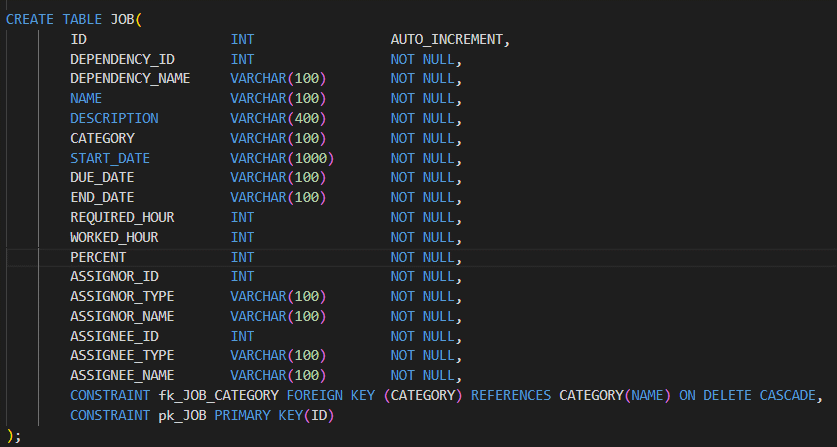 CREATE TABLE JOB(
ID INT AUTO_INCREMENT,
DEPENDENCY_ID INT NOT NULL,
DEPENDENCY_NAME VARCHAR(100) NOT NULL,
NAME VARCHAR(100) NOT NULL,
DESCRIPTION VARCHAR(400) NOT NULL,
CATEGORY VARCHAR(100) NOT NULL,
START_DATE VARCHAR(1000) NOT NULL,
DUE_DATE VARCHAR(100) NOT NULL,
END_DATE VARCHAR(100) NOT NULL,
REQUIRED_HOUR INT NOT NULL,
WORKED_HOUR INT NOT NULL,
PERCENT INT NOT NULL,
ASSIGNOR_ID INT NOT NULL,
ASSIGNOR_TYPE VARCHAR(100) NOT NULL,
ASSIGNOR_NAME VARCHAR(100) NOT NULL,
ASSIGNEE_ID INT NOT NULL,
ASSIGNEE_TYPE VARCHAR(100) NOT NULL,
ASSIGNEE_NAME VARCHAR(100) NOT NULL,
CONSTRAINT fk_JOB_CATEGORY FOREIGN KEY (CATEGORY) REFERENCES CATEGORY(NAME) ON DELETE CASCADE,
CONSTRAINT pk_JOB PRIMARY KEY(ID)
);